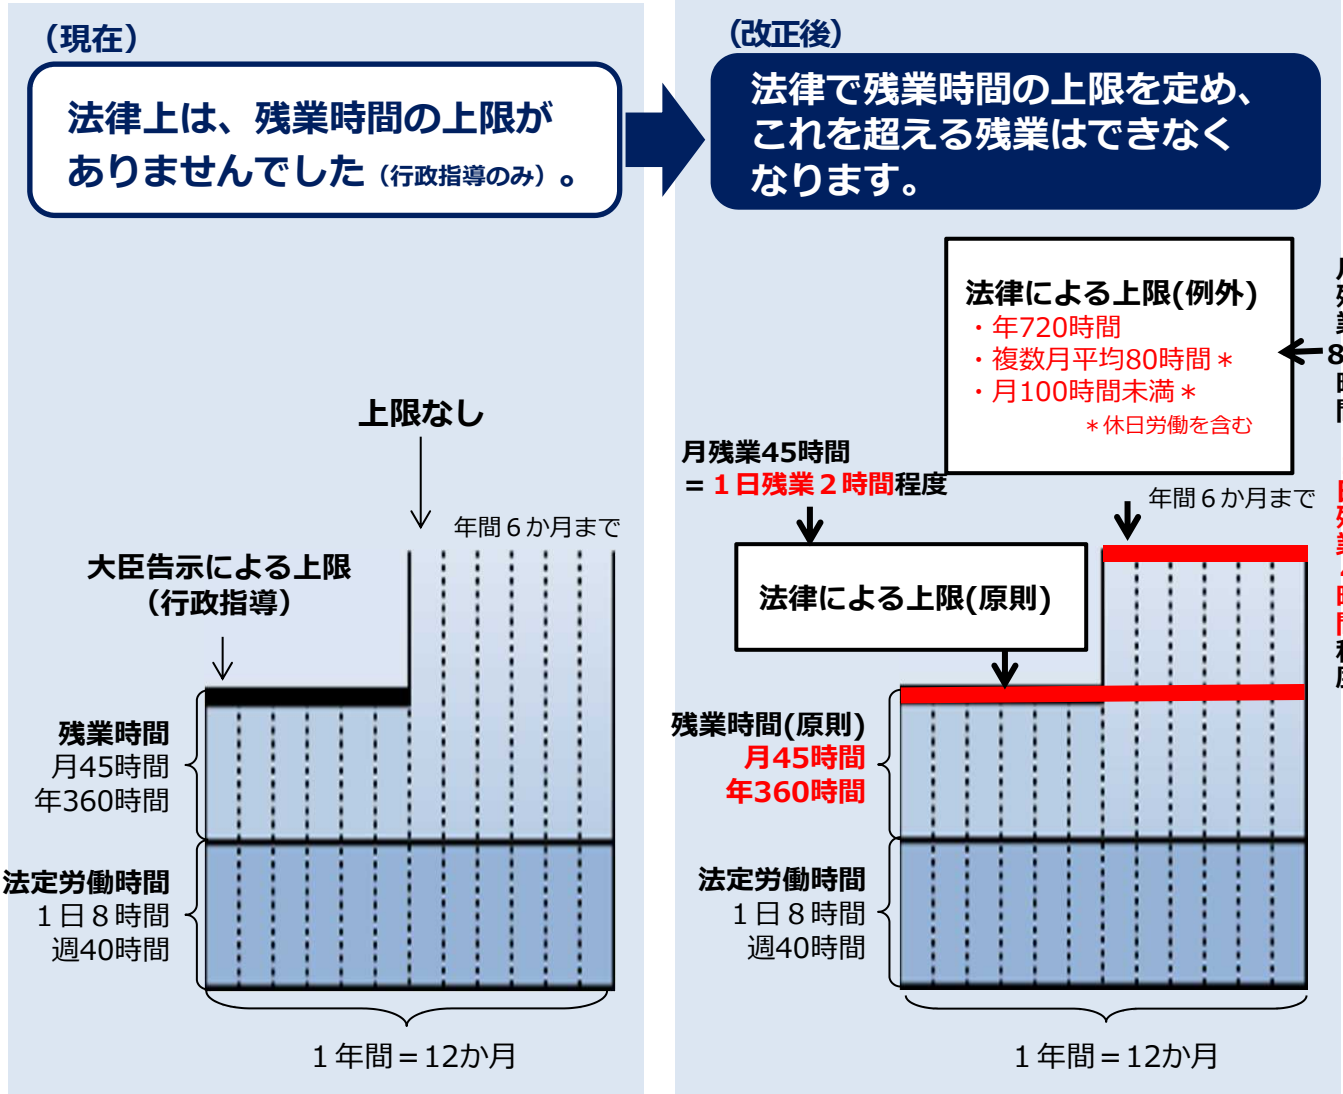 （現在）
法律上は、残業時間の上限が
ありませんでした（行政指導のみ）。
上限なし
年間６か月まで
大臣告示による上限
（行政指導）
残業時間
月45時間
年360時間
法定労働時間
１日８時間
週40時間
１年間＝12か月
（改正後）
法律で残業時間の上限を定め、
これを超える残業はできなく
なります。
法律による上限(例外)
・年720時間
・複数月平均80時間＊
・月100時間未満＊
＊休日労働を含む
月残業45時間
＝１日残業２時間程度
年間６か月まで
法律による上限(原則)
残業時間(原則)
月45時間
年360時間
法定労働時間
１日８時間
週40時間
１年間＝12か月